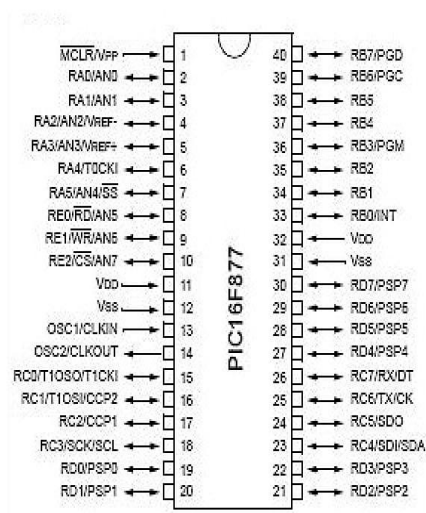 MCLR/VPP 1 40 RB7/PGD
RA0/AN0 2 39 RB6/PGC
RA1/AN1 3 38 RB5
RA2/AN2/VREF- 4 37 RB4
RA3/AN3/VREF+ 5 36 RB3/PGM
RA4/T0CKI 6 35 RB2
RA5/AN4/SS 7 34 RB1
RE0/RD/AN5 8 33 RB0/INT
RE1/WR/AN6 9 32 VDD
RE2/CS/AN7 10 31 VSS
VDD 11 30 RD7/PSP7
VSS 12 29 RD6/PSP6
OSC1/CLKIN 13 28 RD5/PSP5
OSC2/CLKOUT 14 27 RD4/PSP4
RC0/T1OSO/T1CKI 15 26 RC7/RX/DT
RC1/T1OSI/CCP2 16 25 RC6/TX/CK
RC2/CCP1 17 24 RC5/SDO
RC3/SCK/SCL 18 23 RC4/SDI/SDA
RD0/PSP0 19 22 RD3/PSP3
RD1/PSP1 20 21 RD2/PSP2
PIC16F877